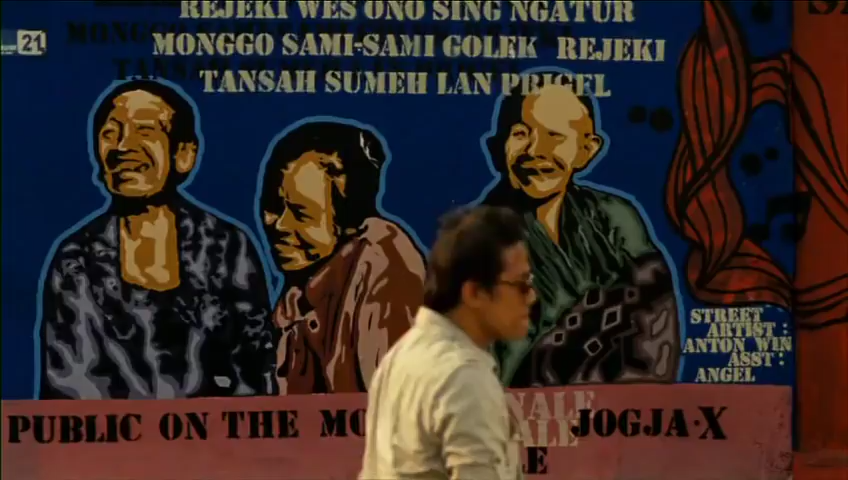 21
REJEKI WES ONO SING NGATUR
MONGGO SAMI-SAMI GOLEK REJEKI
TANSAH SUMEH LAN PRIGEL
STREET
ARTIST :
ANTON WIN
ASST :
ANGEL
PUBLIC ON THE JOGJA·X